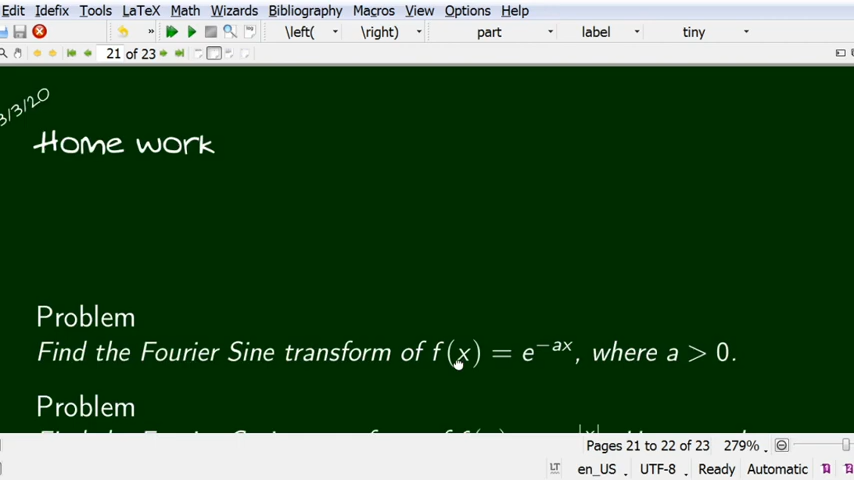 Edit Idefix Tools LaTeX Math Wizards Bibliography Macros View Options Help
» \left( \right) part label tiny
21 of 23
3/3/20
Home work
Problem
Find the Fourier Sine transform of f(x) = e^{-ax}, where a > 0.
Problem
Pages 21 to 22 of 23 279%
LT en_US UTF-8 Ready Automatic